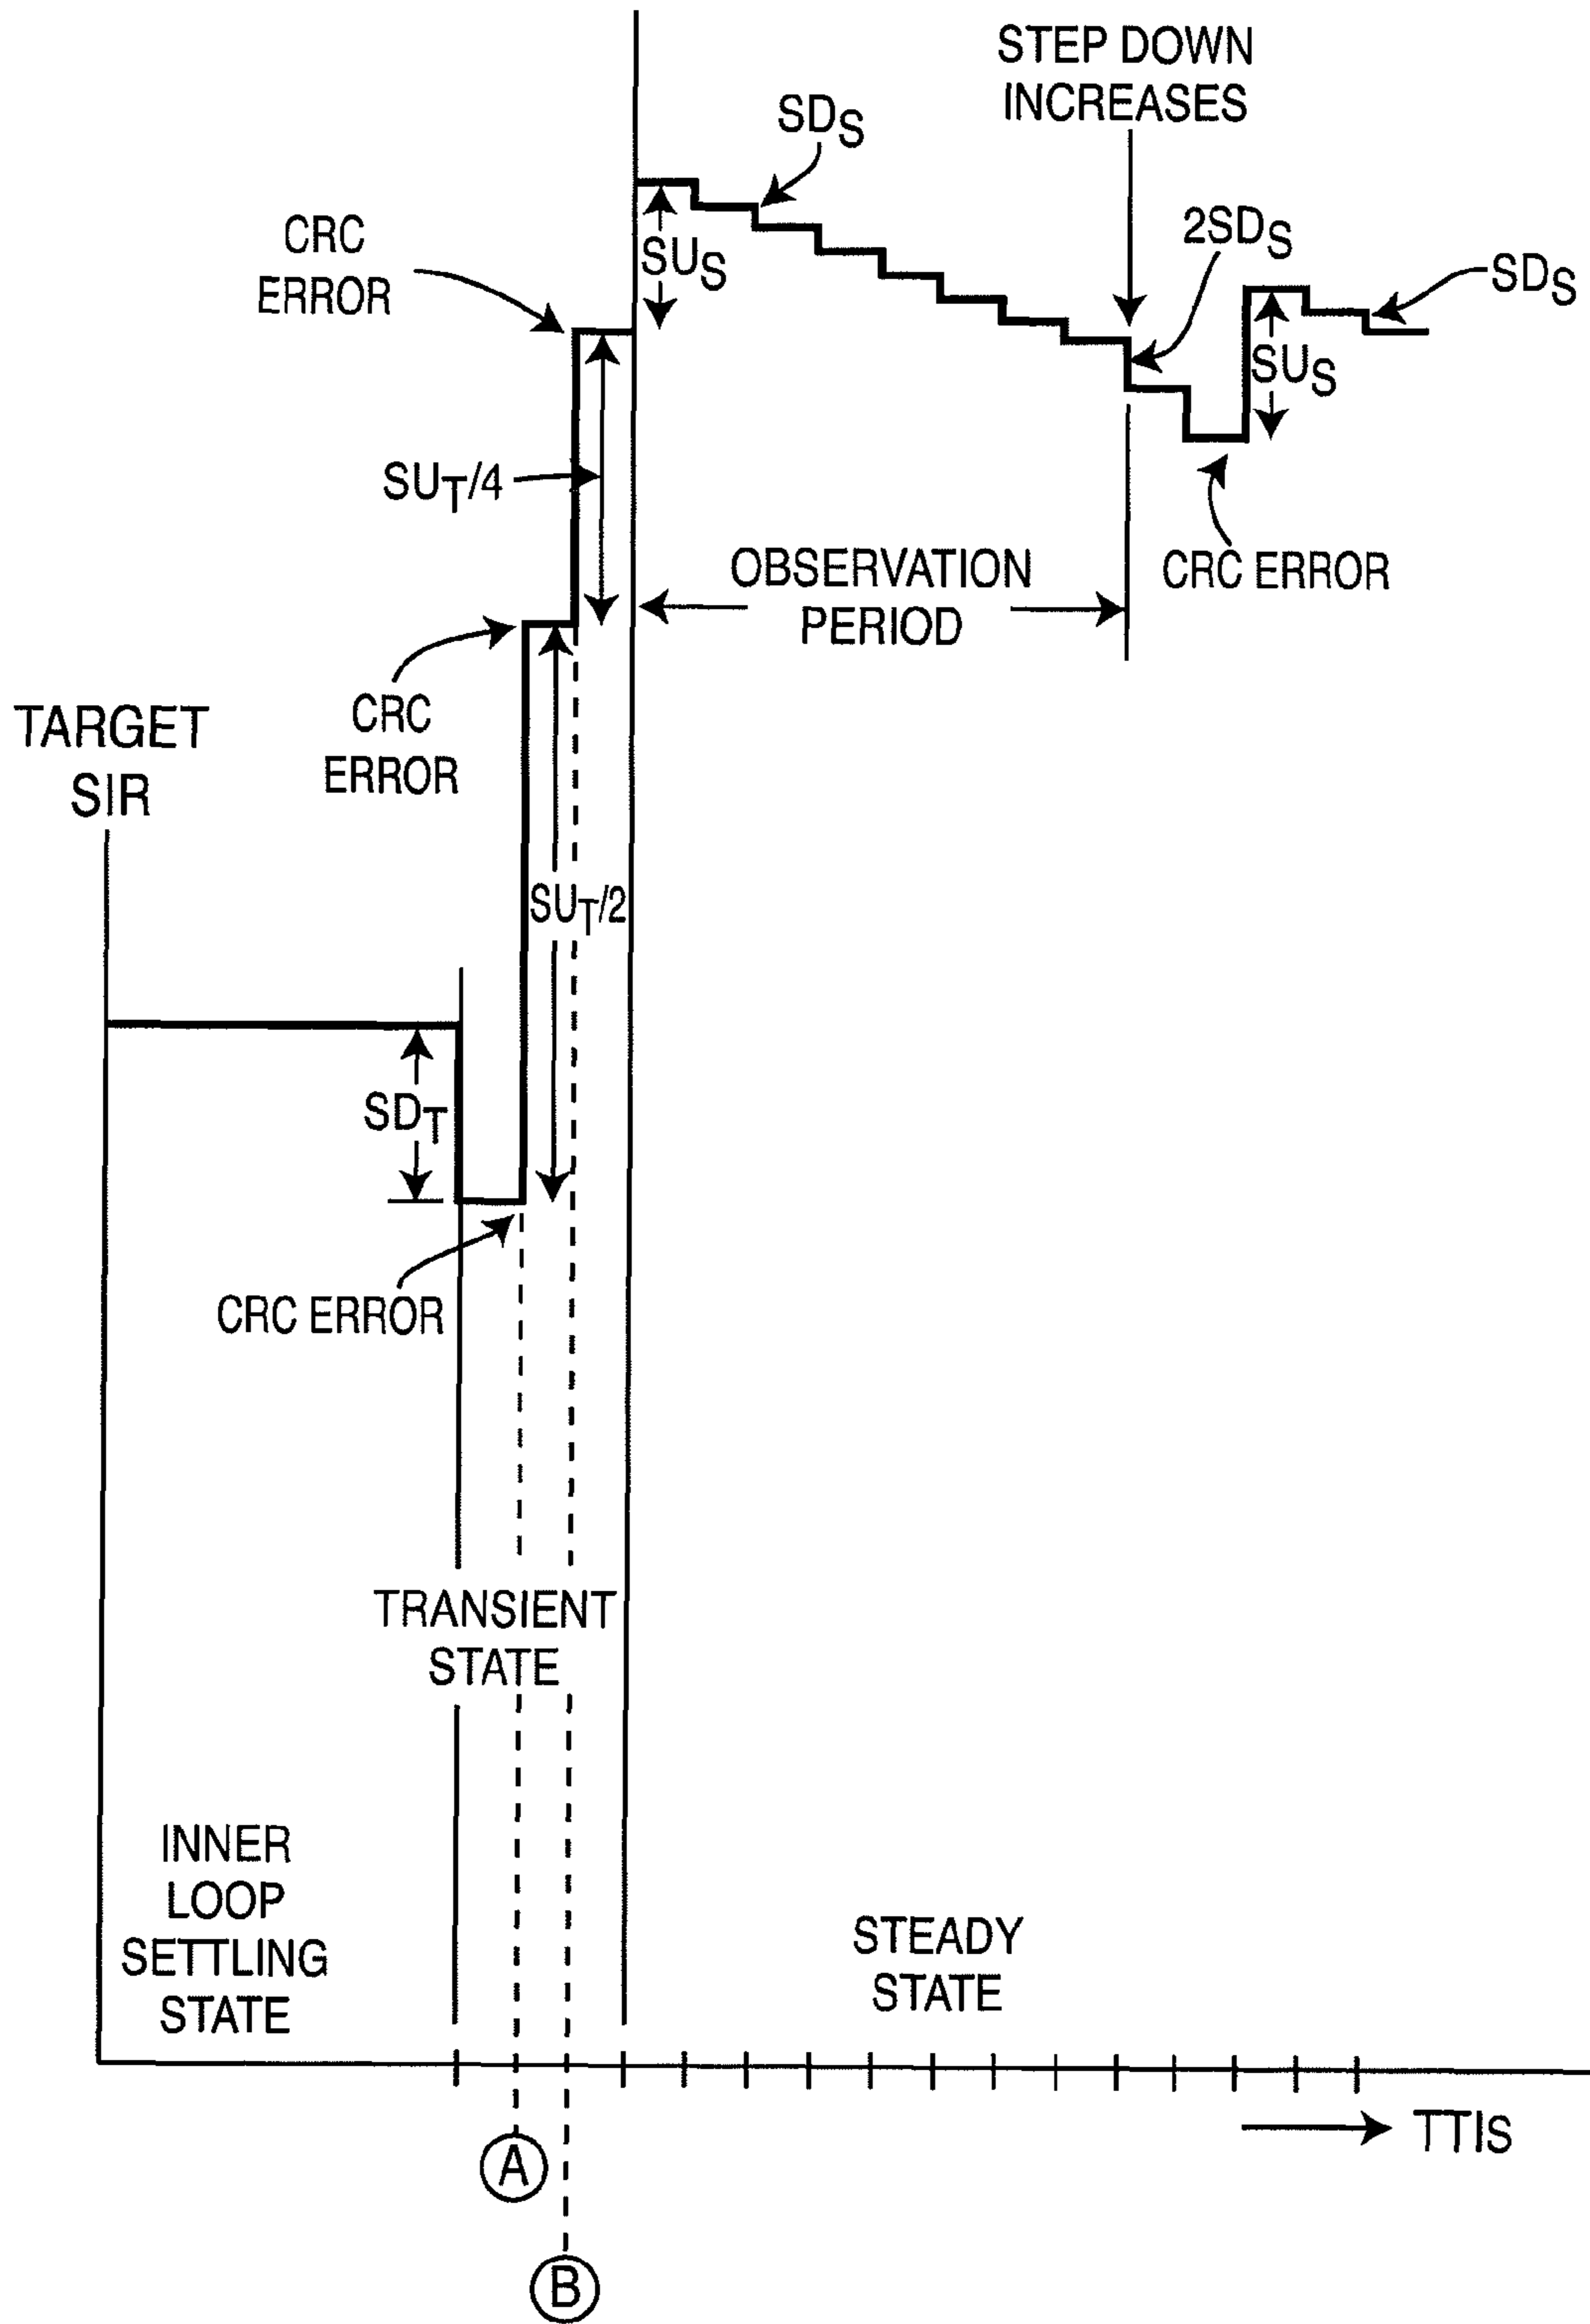 STEP DOWN
INCREASES
SDS
2SDS
SDS
CRC
ERROR
SUS
SUS
SUT/4
CRC ERROR
OBSERVATION
PERIOD
CRC
ERROR
TARGET
SIR
SUT/2
SDT
CRC ERROR
TRANSIENT
STATE
INNER
LOOP
SETTLING
STATE
STEADY
STATE
TTIS
A
B